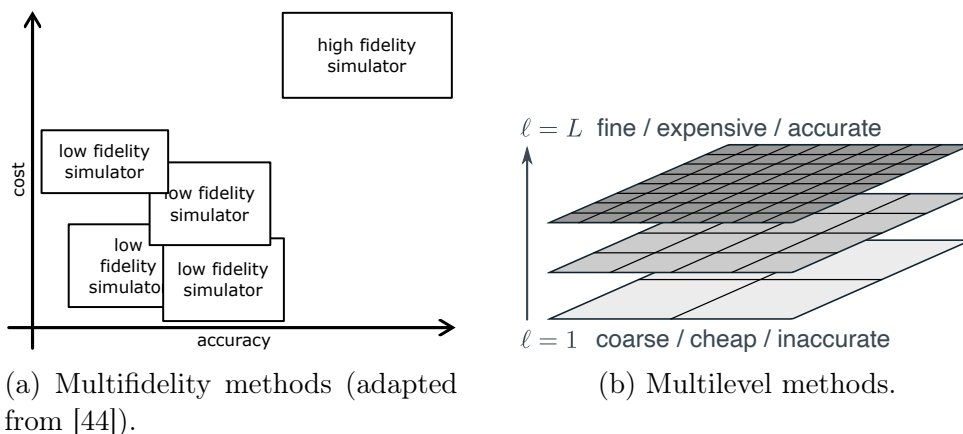 high fidelity
simulator
low fidelity
simulator
low fidelity
simulator
low
fidelity
simulato
low fidelity
simulator
cost
accuracy
(a) Multifidelity methods (adapted
from [44]).
ℓ = L fine / expensive / accurate
ℓ = 1 coarse / cheap / inaccurate
(b) Multilevel methods.